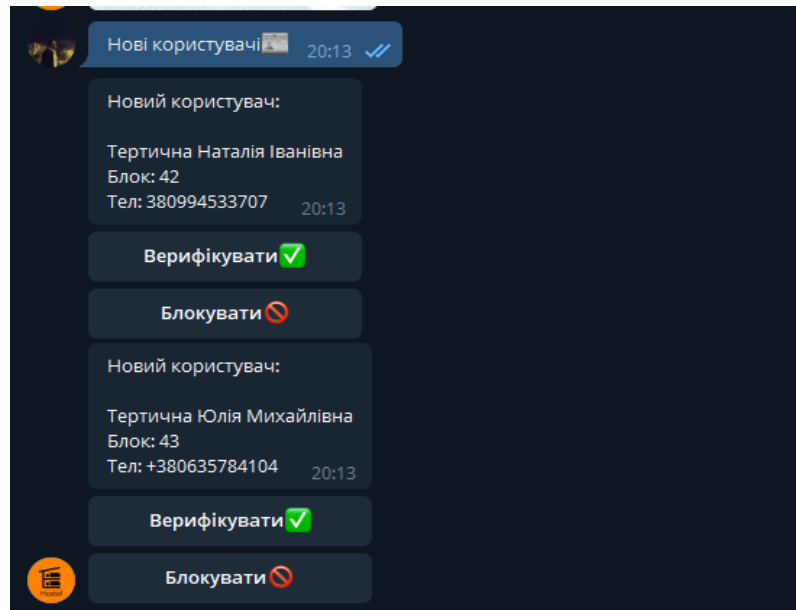 Нові користувачі
20:13
Новий користувач:
Тертична Наталія Іванівна
Блок: 42
Тел: 380994533707
20:13
Верифікувати✅
Блокувати🚫
Новий користувач:
Тертична Юлія Михайлівна
Блок: 43
Тел: +380635784104
20:13
Верифікувати✅
Блокувати🚫
Hostel